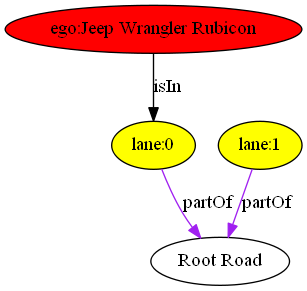 ego:Jeep Wrangler Rubicon
isIn
lane:0
lane:1
partOf
partOf
Root Road